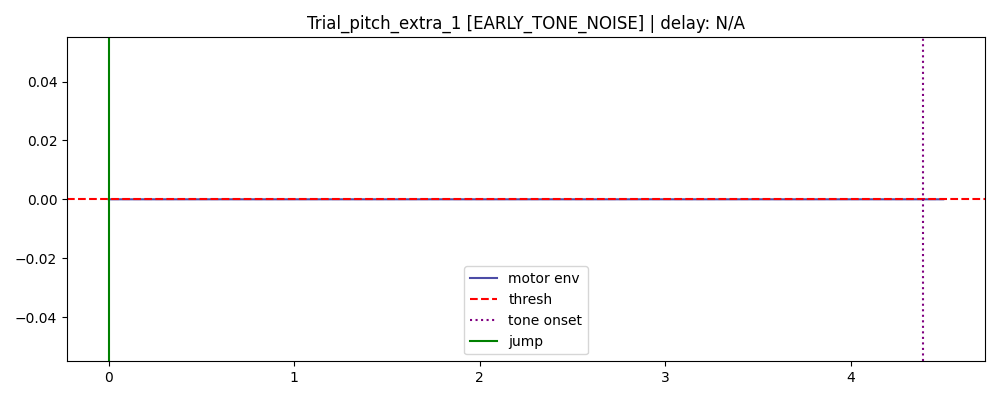 Trial_pitch_extra_1 [EARLY_TONE_NOISE] | delay: N/A
0.04
0.02
0.00
−0.02
−0.04
motor env
thresh
tone onset
jump
0 1 2 3 4